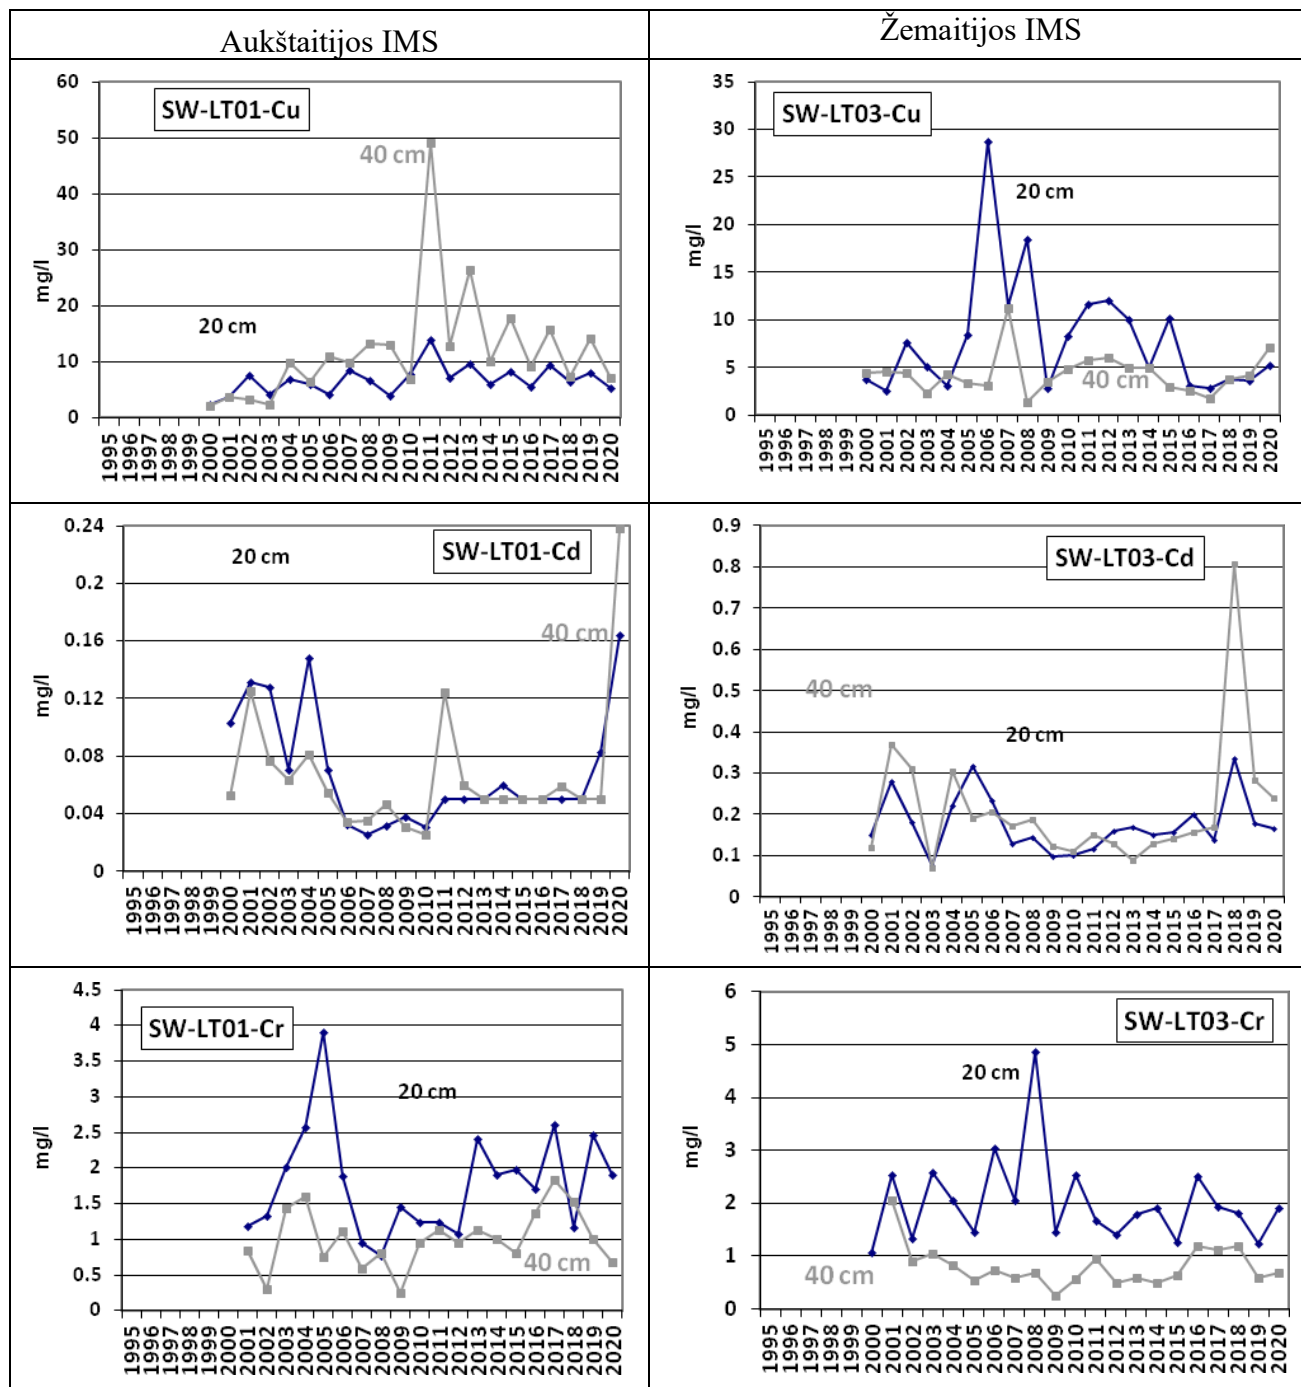 Aukštaitijos IMS
Žemaitijos IMS
SW-LT01-Cu
60
50
40
30
20
10
0
mg/l
40 cm
20 cm
1995 1996 1997 1998 1999 2000 2001 2002 2003 2004 2005 2006 2007 2008 2009 2010 2011 2012 2013 2014 2015 2016 2017 2018 2019 2020
SW-LT03-Cu
35
30
25
20
15
10
5
0
mg/l
20 cm
40 cm
1995 1996 1997 1998 1999 2000 2001 2002 2003 2004 2005 2006 2007 2008 2009 2010 2011 2012 2013 2014 2015 2016 2017 2018 2019 2020
SW-LT01-Cd
0.24
0.2
0.16
0.12
0.08
0.04
0
mg/l
20 cm
40 cm
1995 1996 1997 1998 1999 2000 2001 2002 2003 2004 2005 2006 2007 2008 2009 2010 2011 2012 2013 2014 2015 2016 2017 2018 2019 2020
SW-LT03-Cd
0.9
0.8
0.7
0.6
0.5
0.4
0.3
0.2
0.1
0
mg/l
40 cm
20 cm
1995 1996 1997 1998 1999 2000 2001 2002 2003 2004 2005 2006 2007 2008 2009 2010 2011 2012 2013 2014 2015 2016 2017 2018 2019 2020
SW-LT01-Cr
4.5
4
3.5
3
2.5
2
1.5
1
0.5
0
mg/l
20 cm
40 cm
1995 1996 1997 1998 1999 2000 2001 2002 2003 2004 2005 2006 2007 2008 2009 2010 2011 2012 2013 2014 2015 2016 2017 2018 2019 2020
SW-LT03-Cr
6
5
4
3
2
1
0
mg/l
20 cm
40 cm
1995 1996 1997 1998 1999 2000 2001 2002 2003 2004 2005 2006 2007 2008 2009 2010 2011 2012 2013 2014 2015 2016 2017 2018 2019 2020